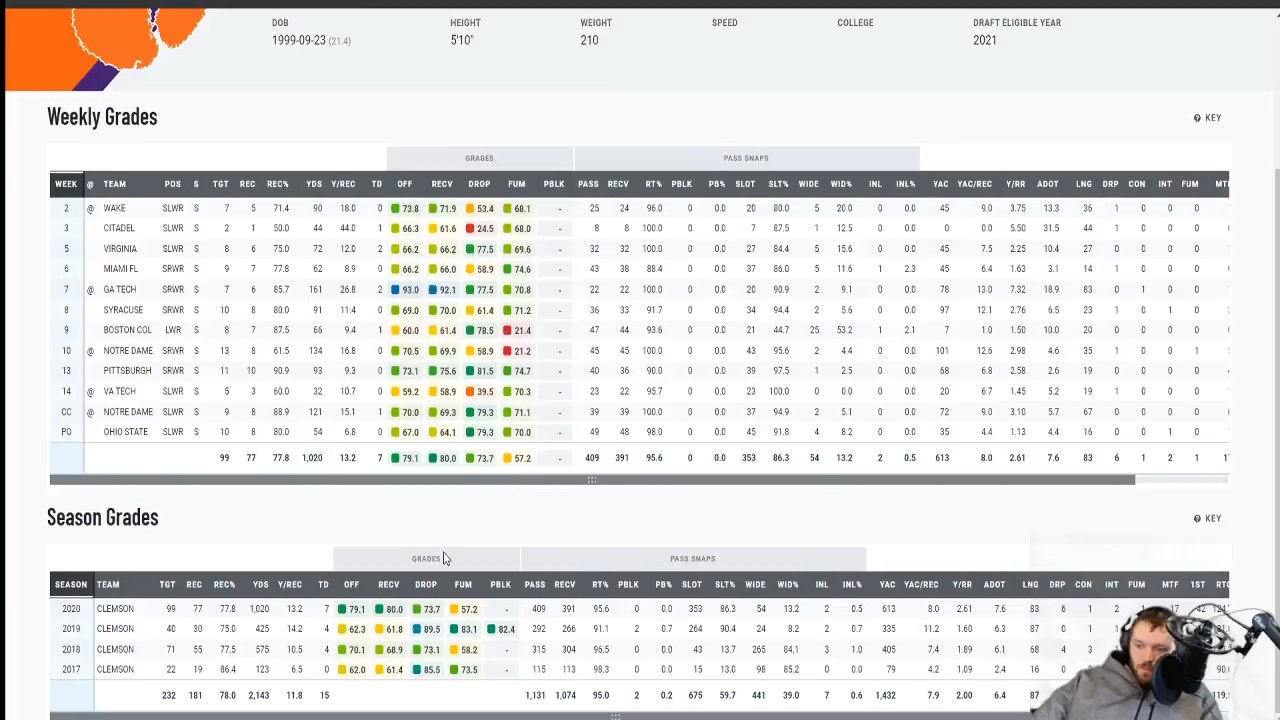 DOB HEIGHT WEIGHT SPEED COLLEGE DRAFT ELIGIBLE YEAR
1999-09-23 (21.4) 5'10" 210 2021
Weekly Grades KEY
GRADES PASS SNAPS
WEEK @ TEAM POS S TGT REC REC% YDS Y/REC TD OFF RECV DROP FUM PBLK PASS RECV RT% PBLK PB% SLOT SLT% WIDE WID% INL INL% YAC YAC/REC Y/RR ADOT LNG DRP CON INT FUM
2 @ WAKE SLWR S 7 5 71.4 90 18.0 0 73.8 71.9 53.4 68.1 - 25 24 96.0 0 0.0 20 80.0 5 20.0 0 0.0 45 9.0 3.75 13.3 36 1 0 0 0
3 CITADEL SLWR S 2 1 50.0 44 44.0 1 66.3 61.6 24.5 68.0 - 8 8 100.0 0 0.0 7 87.5 1 12.5 0 0.0 0 0.0 5.50 31.5 44 1 0 0 0
5 VIRGINIA SLWR S 8 6 75.0 72 12.0 2 66.2 66.2 77.5 69.6 - 32 32 100.0 0 0.0 27 84.4 5 15.6 0 0.0 45 7.5 2.25 10.4 27 0 0 0 0
6 MIAMI FL SRWR S 9 7 77.8 62 8.9 0 66.2 66.0 58.9 74.6 - 43 38 88.4 0 0.0 37 86.0 5 11.6 1 2.3 45 6.4 1.63 3.1 14 1 0 0 0
7 @ GA TECH SRWR S 7 6 85.7 161 26.8 2 93.0 92.1 77.5 70.8 - 22 22 100.0 0 0.0 20 90.9 2 9.1 0 0.0 78 13.0 7.32 18.9 83 0 1 0 0
8 SYRACUSE SRWR S 10 8 80.0 91 11.4 0 69.0 70.0 61.4 71.2 - 36 33 91.7 0 0.0 34 94.4 2 5.6 0 0.0 97 12.1 2.76 6.5 23 1 0 1 0
9 BOSTON COL LWR S 8 7 87.5 66 9.4 1 60.0 61.4 78.5 21.4 - 47 44 93.6 0 0.0 21 44.7 25 53.2 1 2.1 7 1.0 1.50 10.0 20 0 0 0 0
10 @ NOTRE DAME SRWR S 13 8 61.5 134 16.8 0 70.5 69.9 58.9 21.2 - 45 45 100.0 0 0.0 43 95.6 2 4.4 0 0.0 101 12.6 2.98 4.6 35 1 0 0 1
13 PITTSBURGH SRWR S 11 10 90.9 93 9.3 1 73.1 75.6 81.5 74.7 - 40 36 90.0 0 0.0 39 97.5 1 2.5 0 0.0 68 6.8 2.58 2.6 19 0 0 0 0
14 @ VA TECH SLWR S 5 3 60.0 32 10.7 0 59.2 58.9 39.5 70.3 - 23 22 95.7 0 0.0 23 100.0 0 0.0 0 0.0 20 6.7 1.45 5.2 19 1 0 0 0
CC @ NOTRE DAME SLWR S 9 8 88.9 121 15.1 1 70.0 69.3 79.3 71.1 - 39 39 100.0 0 0.0 37 94.9 2 5.1 0 0.0 72 9.0 3.10 5.7 67 0 0 0 0
PO OHIO STATE SLWR S 10 8 80.0 54 6.8 0 67.0 64.1 79.3 70.0 - 49 48 98.0 0 0.0 45 91.8 4 8.2 0 0.0 35 4.4 1.13 4.4 16 0 0 1 0
99 77 77.8 1,020 13.2 7 79.1 80.0 73.7 57.2 409 391 95.6 0 0.0 353 86.3 54 13.2 2 0.5 613 8.0 2.61 7.6 83 6 1 2 1
Season Grades KEY
GRADES PASS SNAPS
SEASON TEAM TGT REC REC% YDS Y/REC TD OFF RECV DROP FUM PBLK PASS RECV RT% PBLK PB% SLOT SLT% WIDE WID% INL INL% YAC YAC/REC Y/RR ADOT LNG DRP CON INT FUM MTF 1ST
2020 CLEMSON 99 77 77.8 1,020 13.2 7 79.1 80.0 73.7 57.2 - 409 391 95.6 0 0.0 353 86.3 54 13.2 2 0.5 613 8.0 2.61 7.6 83 6 1 2 1 17 42
2019 CLEMSON 40 30 75.0 425 14.2 4 62.3 61.8 89.5 83.1 82.4 292 266 91.1 2 0.7 264 90.4 24 8.2 2 0.7 335 11.2 1.60 6.3 87 0 1
2018 CLEMSON 71 55 77.5 575 10.5 4 70.1 68.9 73.1 58.2 - 315 304 96.5 0 0.0 43 13.7 265 84.1 3 1.0 405 7.4 1.89 6.1 68 4 3
2017 CLEMSON 22 19 86.4 123 6.5 0 62.0 61.4 85.5 73.5 - 115 113 98.3 0 0.0 15 13.0 98 85.2 2 1.7 79 4.2 1.09 2.4 16 0
232 181 78.0 2,143 11.8 15 1,131 1,074 95.0 2 0.2 675 59.7 441 39.0 7 0.6 1,432 7.9 2.00 6.4 87